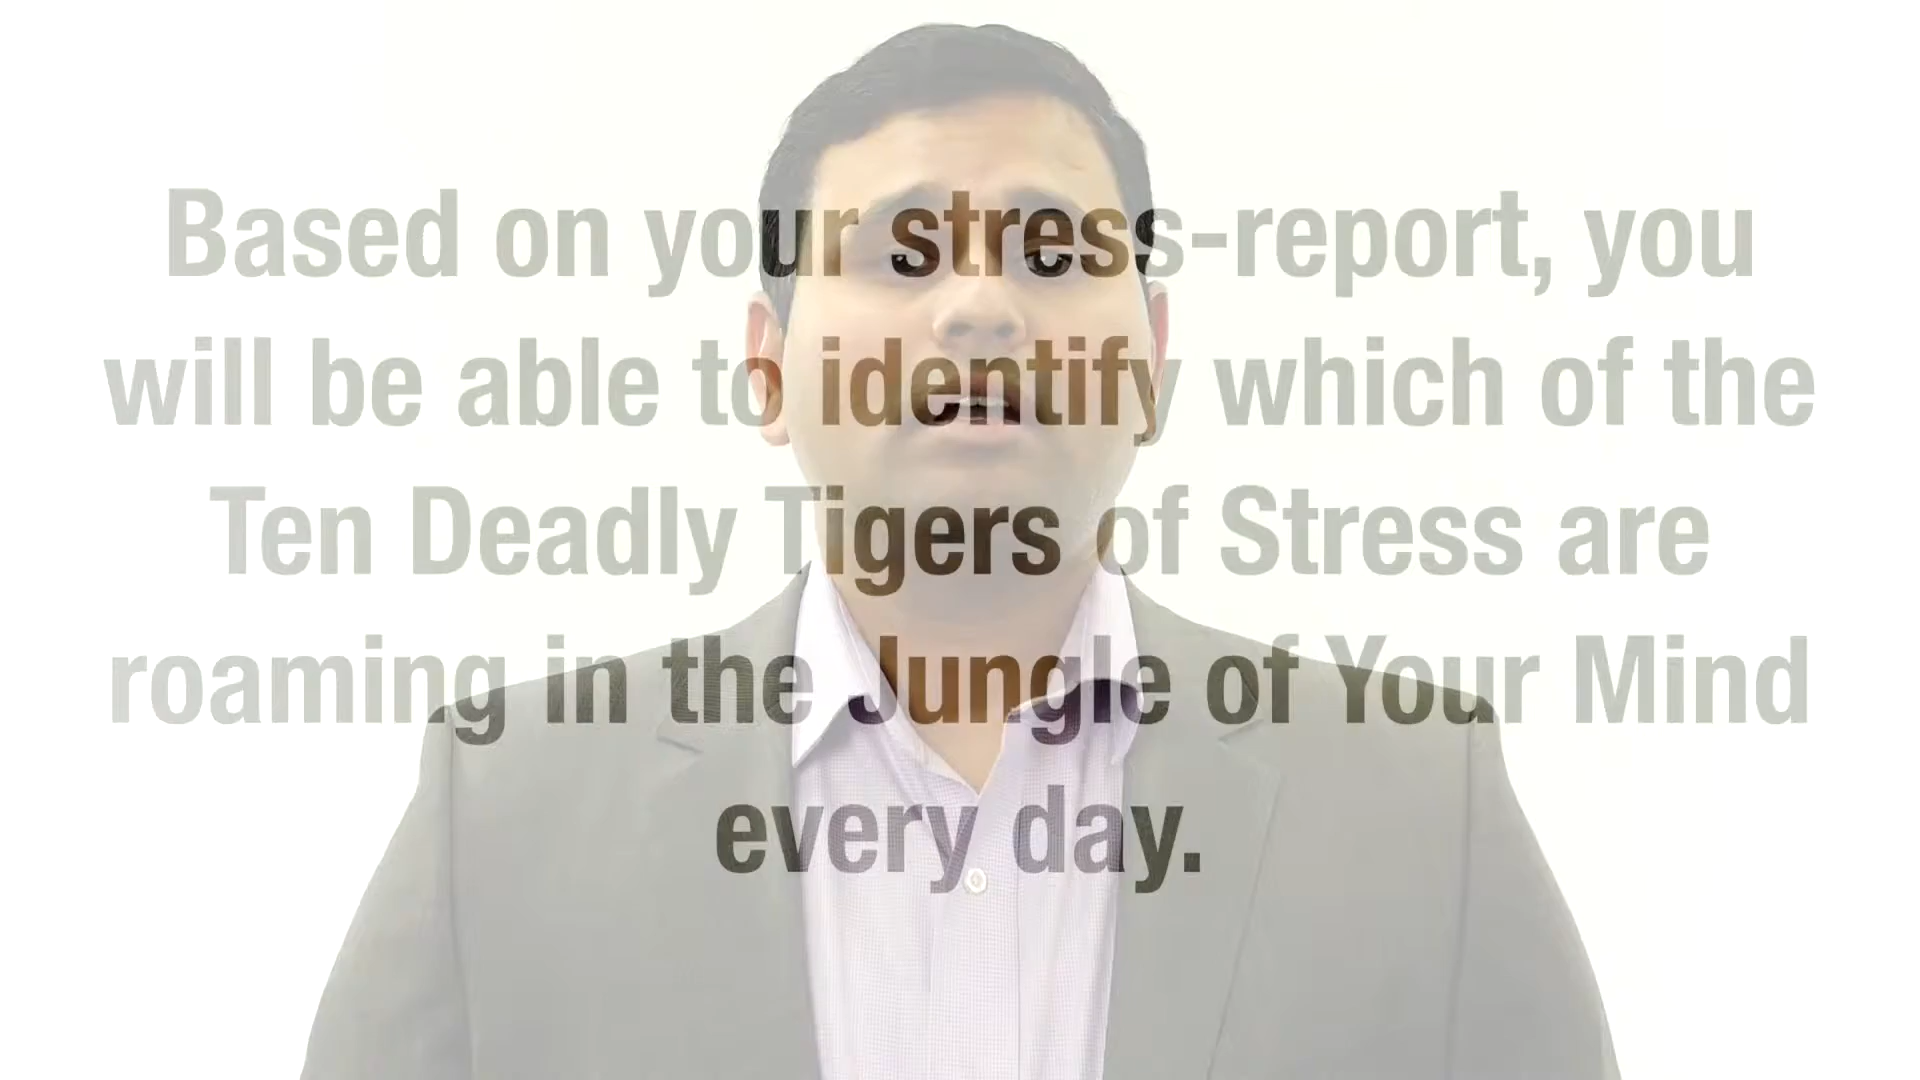 Based on your stress-report, you
will be able to identify which of the
Ten Deadly Tigers of Stress are
roaming in the Jungle of Your Mind
every day.